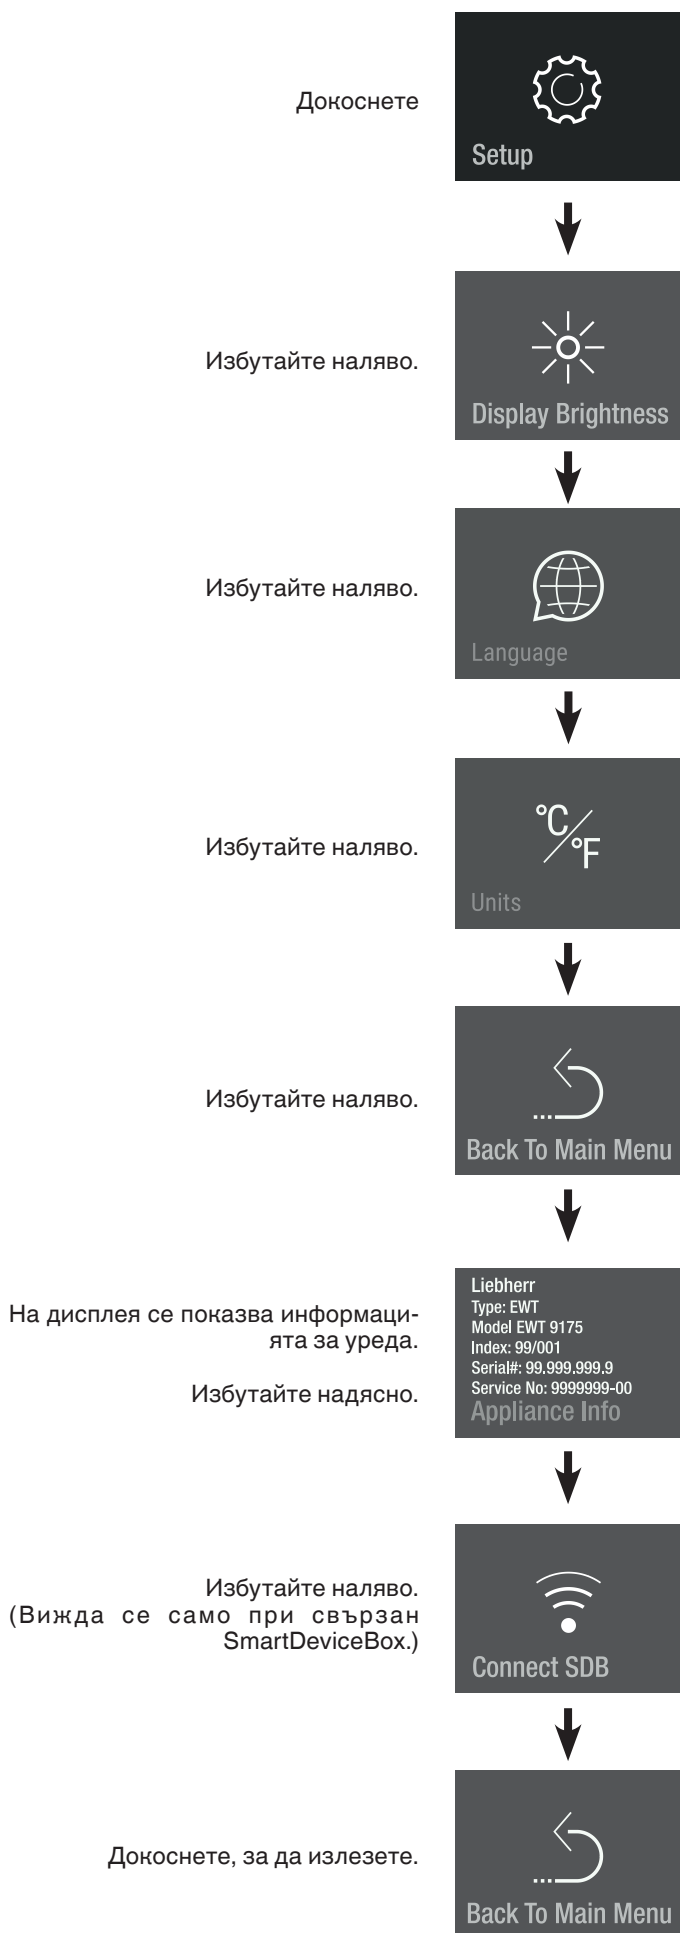 Докоснете
Setup
Избутайте наляво.
Display Brightness
Избутайте наляво.
Language
Избутайте наляво.
°C/°F
Units
Избутайте наляво.
Back To Main Menu
На дисплея се показва информаци-
ята за уреда.
Избутайте надясно.
Liebherr
Type: EWT
Model EWT 9175
Index: 99/001
Serial#: 99.999.999.9
Service No: 9999999-00
Appliance Info
Избутайте наляво.
(Вижда се само при свързан
SmartDeviceBox.)
Connect SDB
Докоснете, за да излезете.
Back To Main Menu